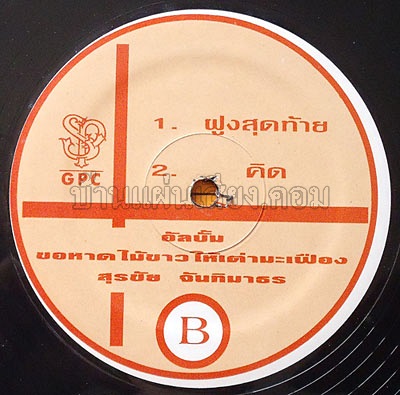 1. ฝูงสุดท้าย
2. คิด
GPC
บ้านแผ่นเสียง.คอม
อัลบั้ม
ขอหาดไม้ขาวให้เต่ามะเฟือง
สุรชัย จันทิมาธร
B